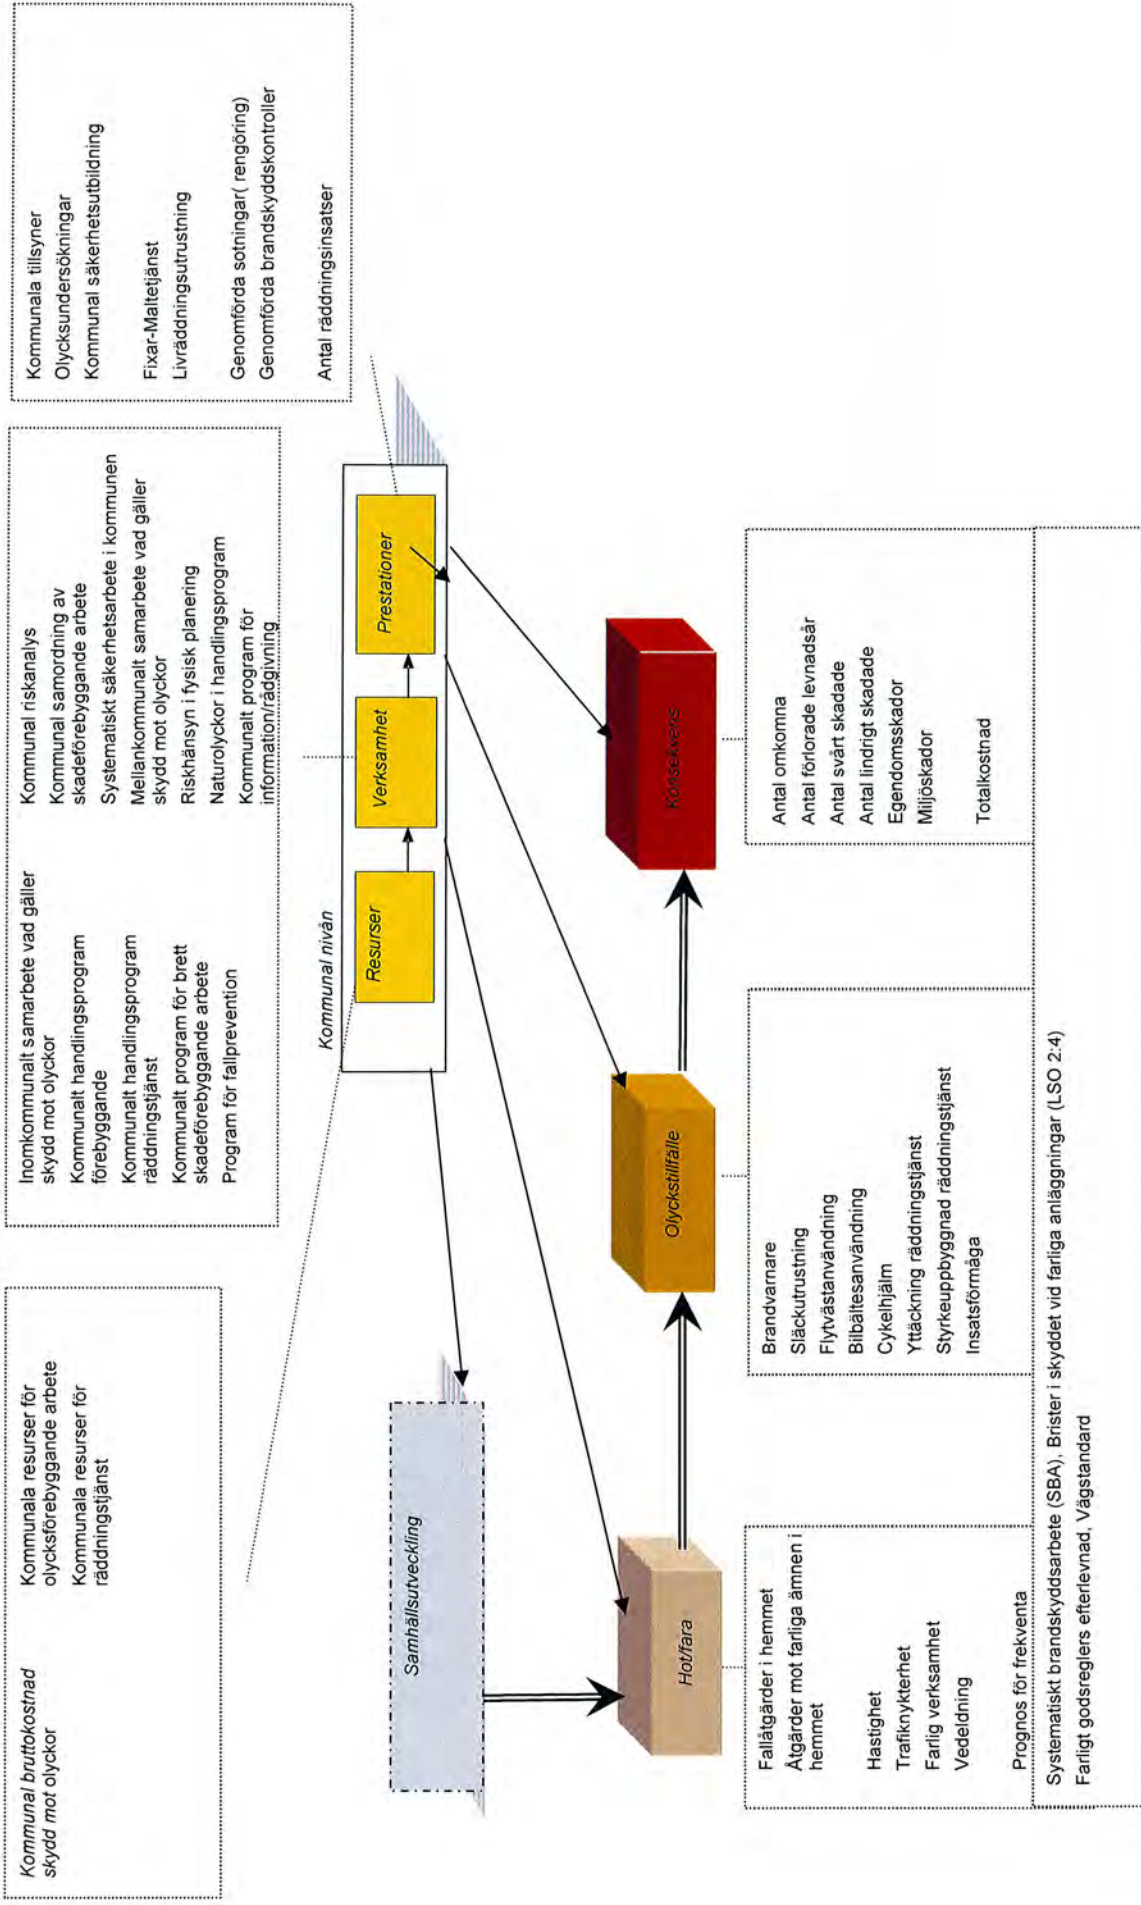 Kommunal bruttokostnad
skydd mot olyckor
Kommunala resurser för
olycksförebyggande arbete
Kommunala resurser för
räddningstjänst
Inomkommunalt samarbete vad gäller
skydd mot olyckor
Kommunalt handlingsprogram
förebyggande
Kommunalt handlingsprogram
räddningstjänst
Kommunalt program för brett
skadeförebyggande arbete
Program för fallprevention
Kommunal riskanalys
Kommunal samordning av
skadeförebyggande arbete
Systematiskt säkerhetsarbete i kommunen
Mellankommunalt samarbete vad gäller
skydd mot olyckor
Riskhänsyn i fysisk planering
Naturolyckor i handlingsprogram
Kommunalt program för
information/rådgivning
Kommunala tillsyner
Olycksundersökningar
Kommunal säkerhetsutbildning
Fixar-Maltetjänst
Livräddningsutrustning
Genomförda sotningar( rengöring)
Genomförda brandskyddskontroller
Antal räddningsinsatser
Kommunal nivån
Resurser
Verksamhet
Prestationer
Samhällsutveckling
Hot/fara
Olyckstillfälle
Konsekvens
Fallåtgärder i hemmet
Åtgärder mot farliga ämnen i
hemmet
Hastighet
Trafiknykterhet
Farlig verksamhet
Vedeldning
Prognos för frekventa
Brandvarnare
Släckutrustning
Flytvästanvändning
Bilbältesanvändning
Cykelhjälm
Yttäckning räddningstjänst
Styrkeuppbyggnad räddningstjänst
Insatsförmåga
Antal omkomna
Antal förlorade levnadsår
Antal svårt skadade
Antal lindrigt skadade
Egendomsskador
Miljöskador
Totalkostnad
Systematiskt brandskyddsarbete (SBA), Brister i skyddet vid farliga anläggningar (LSO 2:4)
Farligt godsreglers efterlevnad, Vägstandard